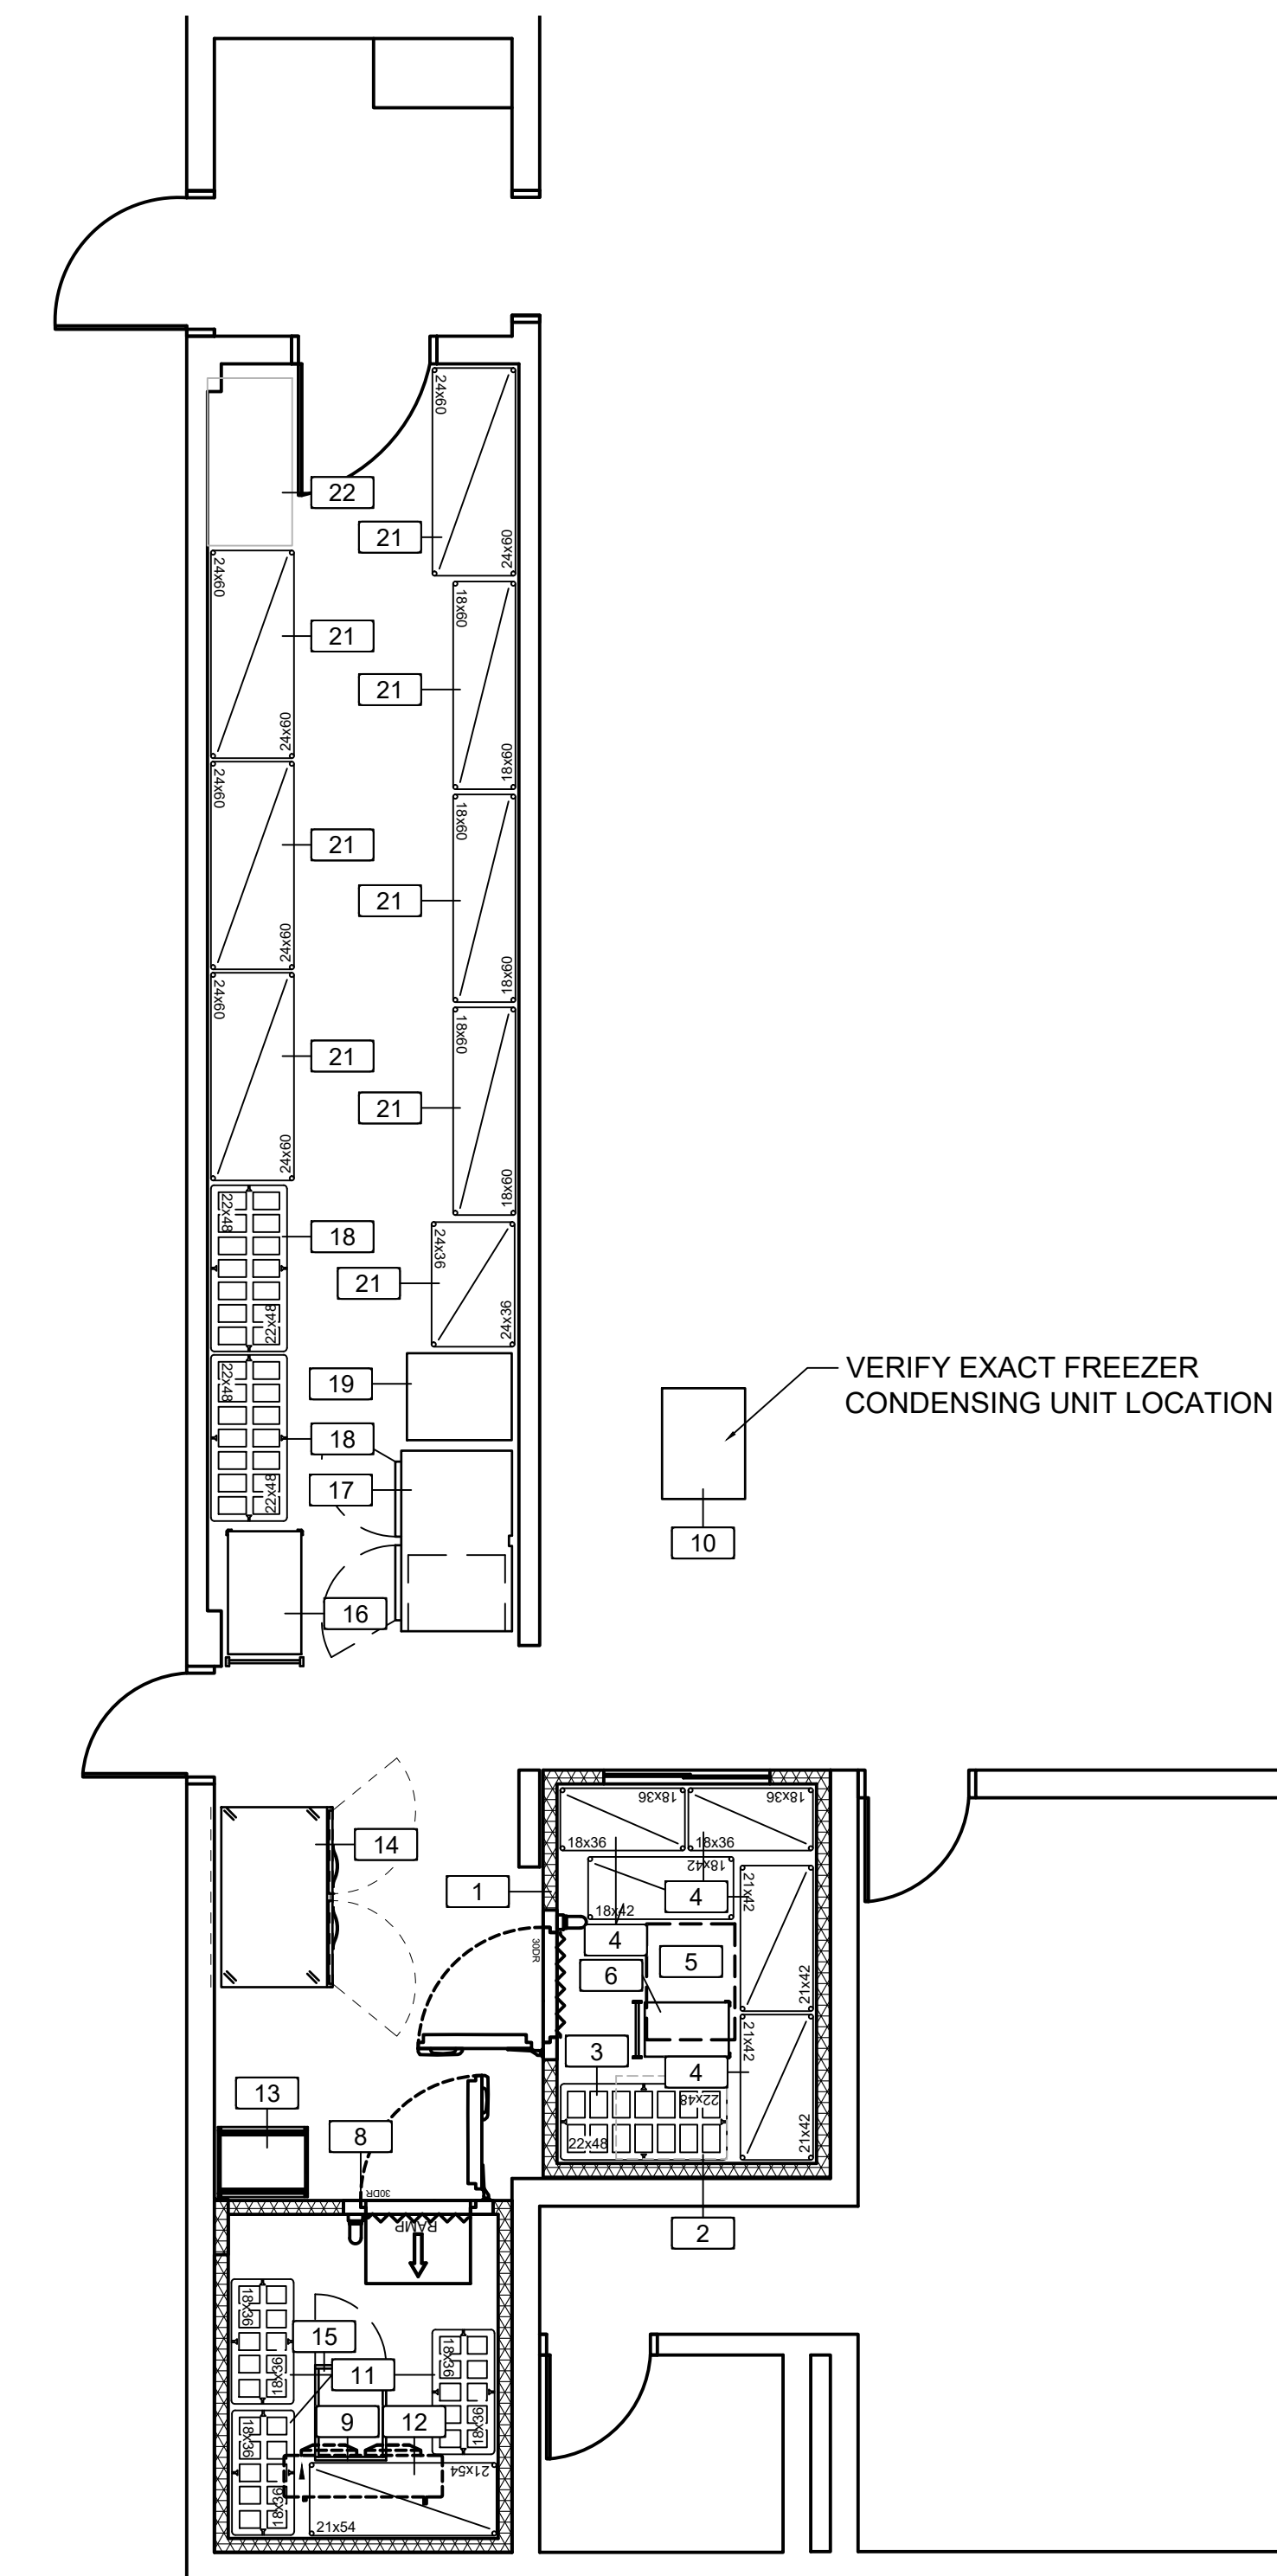 24x60
22
21
24x60
24x60
18x60
21
21
24x60
18x60
24x60
18x60
21
21
24x60
18x60
24x60
18x60
21
21
24x60
18x60
22x48
18
24x36
21
22x48
24x36
VERIFY EXACT FREEZER
CONDENSING UNIT LOCATION
22x48
19
18
17
22x48
10
16
18x36
18x36
18x36
18x36
14
18x42
1
4
21x42
18x42
4
30DR
5
6
21x42
3
21x42
4
13
22x48
8
22x48
21x42
30DR
RAMP
2
18x36
15
18x36
11
18x36
18x36
9
12
18x36
21x54
18x36
21x54